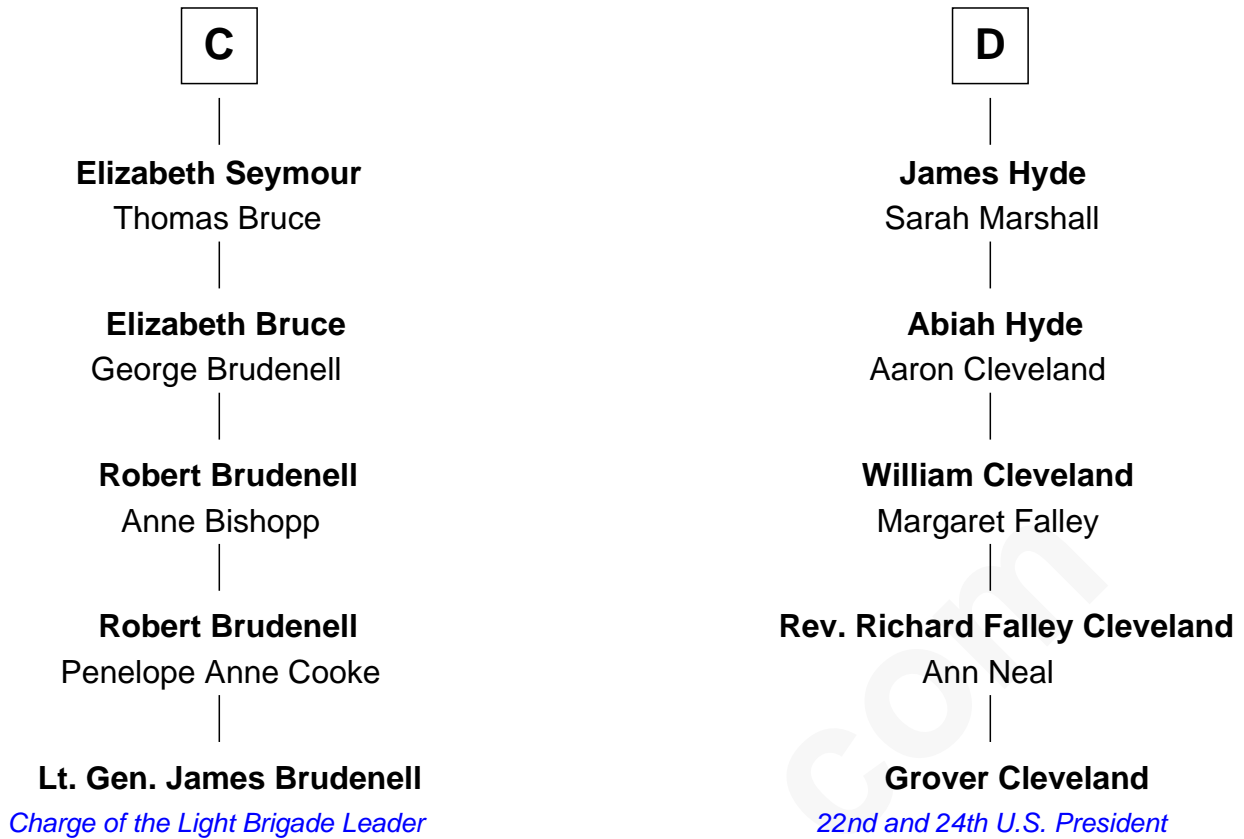 C
Elizabeth Seymour
Thomas Bruce
Elizabeth Bruce
George Brudenell
Robert Brudenell
Anne Bishopp
Robert Brudenell
Penelope Anne Cooke
Lt. Gen. James Brudenell
Charge of the Light Brigade Leader
D
James Hyde
Sarah Marshall
Abiah Hyde
Aaron Cleveland
William Cleveland
Margaret Falley
Rev. Richard Falley Cleveland
Ann Neal
Grover Cleveland
22nd and 24th U.S. President
com